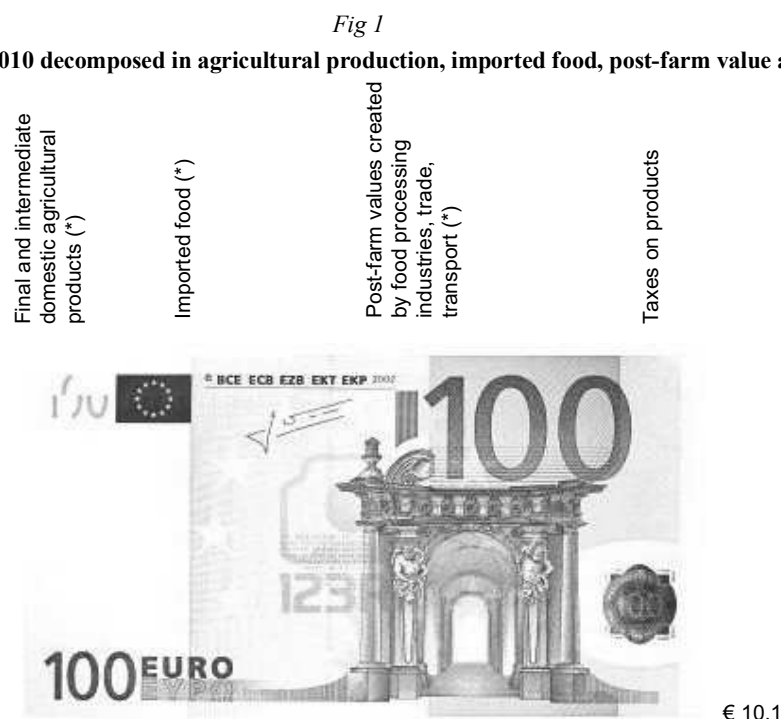 Fig 1
010 decomposed in agricultural production, imported food, post-farm value a
Final and intermediate
domestic agricultural
products (*)
Imported food (*)
Post-farm values created
by food processing
industries, trade,
transport (*)
Taxes on products
© BCE ECB EZB EKT EKP 2002
100
100 EURO
ΕΥΡΩ
€ 10,1